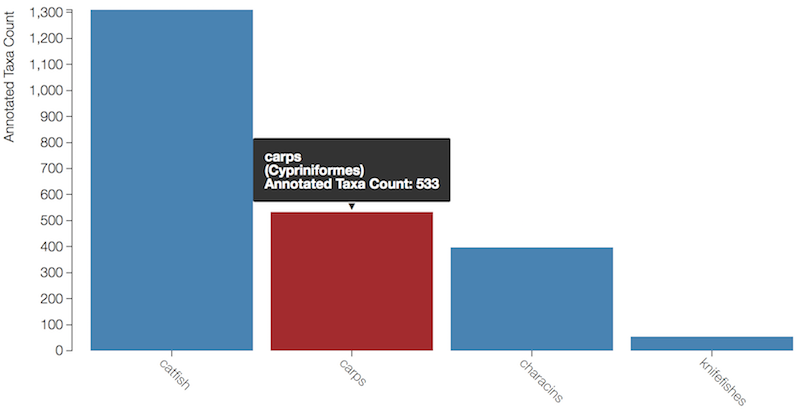 Annotated Taxa Count
1,300
1,200
1,100
1,000
900
800
700
600
500
400
300
200
100
0
carps
(Cypriniformes)
Annotated Taxa Count: 533
catfish
carps
characins
knifefishes